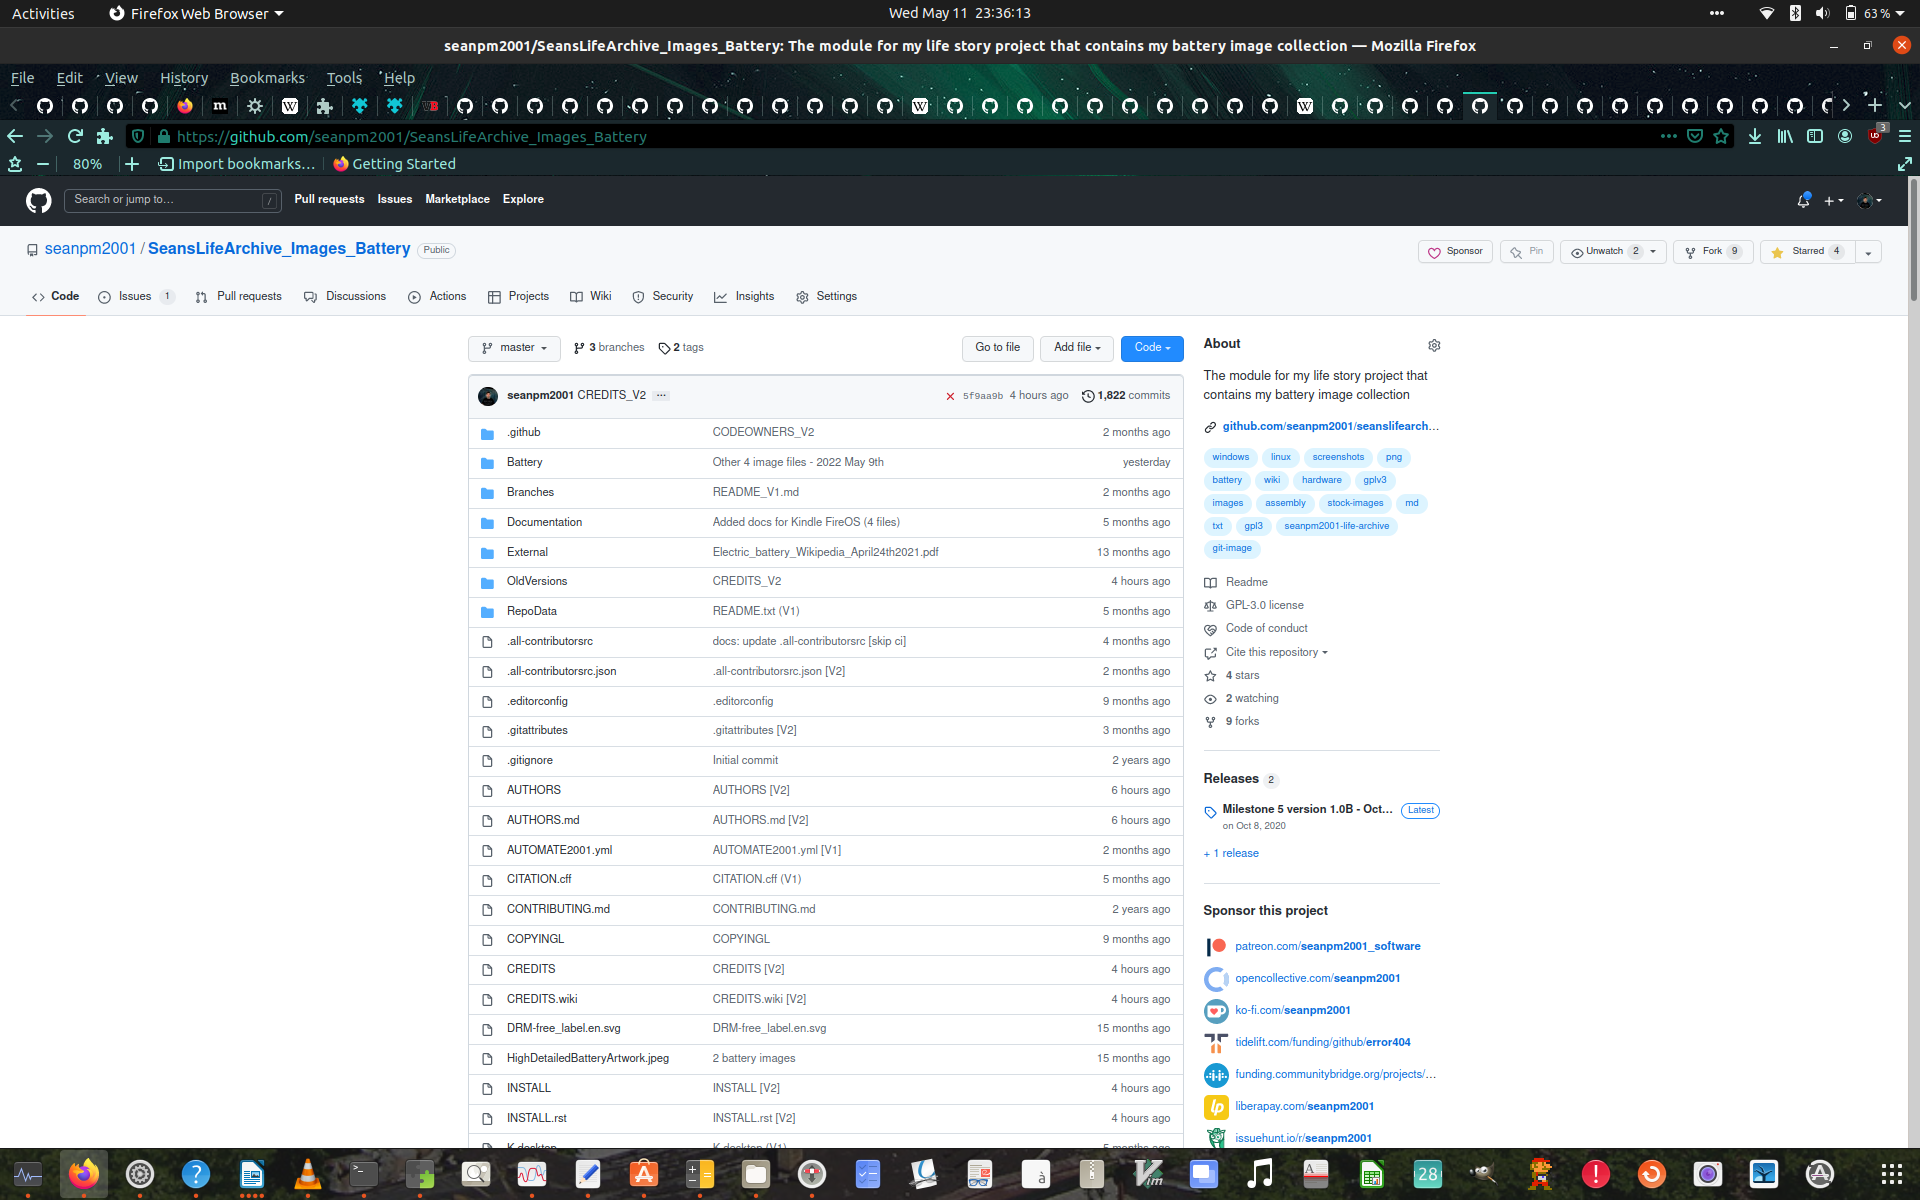 Activities Firefox Web Browser Wed May 11 23:36:13 63 %
seanpm2001/SeansLifeArchive_Images_Battery: The module for my life story project that contains my battery image collection — Mozilla Firefox
File Edit View History Bookmarks Tools Help
https://github.com/seanpm2001/SeansLifeArchive_Images_Battery 3
80% Import bookmarks… Getting Started
Search or jump to… / Pull requests Issues Marketplace Explore
seanpm2001 / SeansLifeArchive_Images_Battery Public Sponsor Pin Unwatch 2 Fork 9 Starred 4
Code Issues 1 Pull requests Discussions Actions Projects Wiki Security Insights Settings
master 3 branches 2 tags Go to file Add file Code
seanpm2001 CREDITS_V2 ··· 5f9aa9b 4 hours ago 1,822 commits
.github CODEOWNERS_V2 2 months ago
Battery Other 4 image files - 2022 May 9th yesterday
Branches README_V1.md 2 months ago
Documentation Added docs for Kindle FireOS (4 files) 5 months ago
External Electric_battery_Wikipedia_April24th2021.pdf 13 months ago
OldVersions CREDITS_V2 4 hours ago
RepoData README.txt (V1) 5 months ago
.all-contributorsrc docs: update .all-contributorsrc [skip ci] 4 months ago
.all-contributorsrc.json .all-contributorsrc.json [V2] 2 months ago
.editorconfig .editorconfig 9 months ago
.gitattributes .gitattributes [V2] 3 months ago
.gitignore Initial commit 2 years ago
AUTHORS AUTHORS [V2] 6 hours ago
AUTHORS.md AUTHORS.md [V2] 6 hours ago
AUTOMATE2001.yml AUTOMATE2001.yml [V1] 2 months ago
CITATION.cff CITATION.cff (V1) 5 months ago
CONTRIBUTING.md CONTRIBUTING.md 2 years ago
COPYINGL COPYINGL 9 months ago
CREDITS CREDITS [V2] 4 hours ago
CREDITS.wiki CREDITS.wiki [V2] 4 hours ago
DRM-free_label.en.svg DRM-free_label.en.svg 15 months ago
HighDetailedBatteryArtwork.jpeg 2 battery images 15 months ago
INSTALL INSTALL [V2] 4 hours ago
INSTALL.rst INSTALL.rst [V2] 4 hours ago
About
The module for my life story project that
contains my battery image collection
github.com/seanpm2001/seanslifearch…
windows linux screenshots png
battery wiki hardware gplv3
images assembly stock-images md
txt gpl3 seanpm2001-life-archive
git-image
Readme
GPL-3.0 license
Code of conduct
Cite this repository
4 stars
2 watching
9 forks
Releases 2
Milestone 5 version 1.0B - Oct… Latest
on Oct 8, 2020
+ 1 release
Sponsor this project
patreon.com/seanpm2001_software
opencollective.com/seanpm2001
ko-fi.com/seanpm2001
tidelift.com/funding/github/error404
funding.communitybridge.org/projects/…
liberapay.com/seanpm2001
issuehunt.io/r/seanpm2001
28